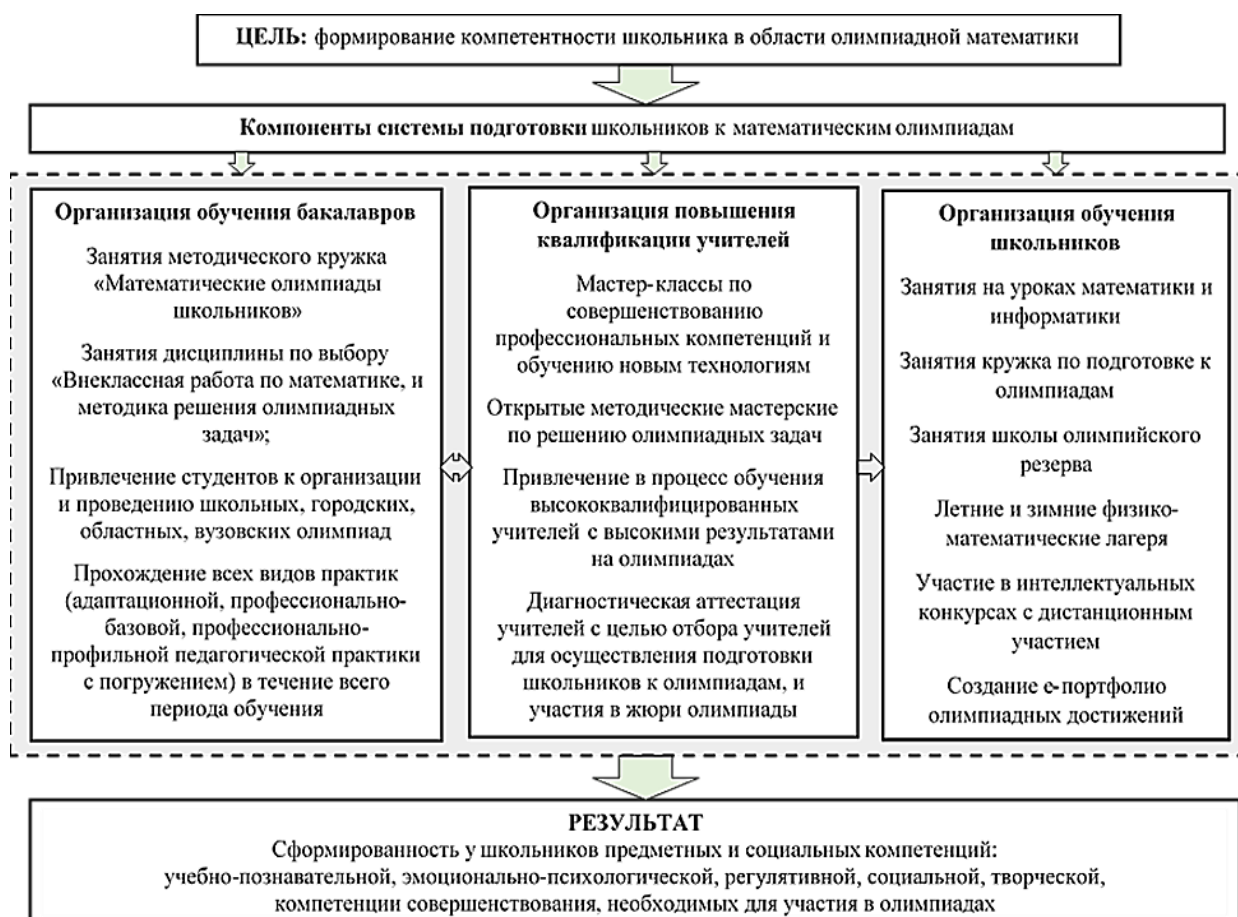 ЦЕЛЬ: формирование компетентности школьника в области олимпиадной математики
Компоненты системы подготовки школьников к математическим олимпиадам
Организация обучения бакалавров
Занятия методического кружка
«Математические олимпиады
школьников»
Занятия дисциплины по выбору
«Внеклассная работа по математике, и
методика решения олимпиадных
задач»;
Привлечение студентов к организации
и проведению школьных, городских,
областных, вузовских олимпиад
Прохождение всех видов практик
(адаптационной, профессионально-
базовой, профессионально-
профильной педагогической практики
с погружением) в течение всего
периода обучения
Организация повышения
квалификации учителей
Мастер-классы по
совершенствованию
профессиональных компетенций и
обучению новым технологиям
Открытые методические мастерские
по решению олимпиадных задач
Привлечение в процесс обучения
высококвалифицированных
учителей с высокими результатами
на олимпиадах
Диагностическая аттестация
учителей с целью отбора учителей
для осуществления подготовки
школьников к олимпиадам, и
участия в жюри олимпиады
Организация обучения
школьников
Занятия на уроках математики и
информатики
Занятия кружка по подготовке к
олимпиадам
Занятия школы олимпийского
резерва
Летние и зимние физико-
математические лагеря
Участие в интеллектуальных
конкурсах с дистанционным
участием
Создание е-портфолио
олимпиадных достижений
РЕЗУЛЬТАТ
Сформированность у школьников предметных и социальных компетенций:
учебно-познавательной, эмоционально-психологической, регулятивной, социальной, творческой,
компетенции совершенствования, необходимых для участия в олимпиадах